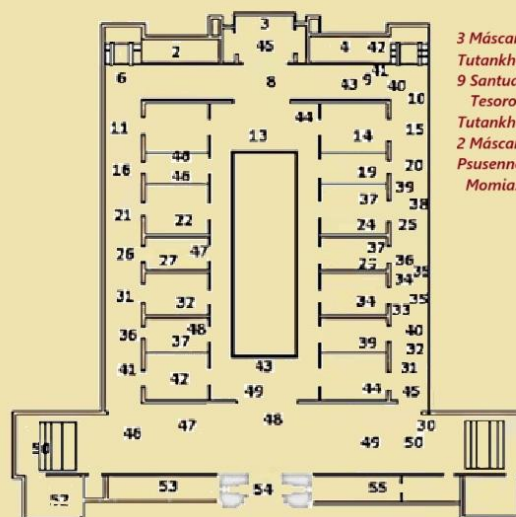 3
2 45 4 42
6 8 43 9 41 40
44 10
11 13 14 15
46
16 46 19 20
37 39
38
21 22 24 25
47 37
26 27 29 36
34 35
31 32 34 33 35
48 40
36 37 39 32
41 43 31
42 49 44 45
46 47 48 49 50 30
50
52 53 54 55
3 Máscar
Tutankh
9 Santua
Tesoro
Tutankh
2 Máscar
Psusenn
Momia